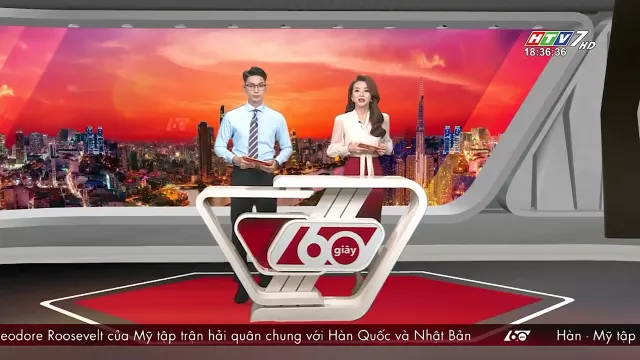 HTV7 HD
18:36:36
60 giây
eodore Roosevelt của Mỹ tập trận hải quân chung với Hàn Quốc và Nhật Bản 60 Hàn - Mỹ tập